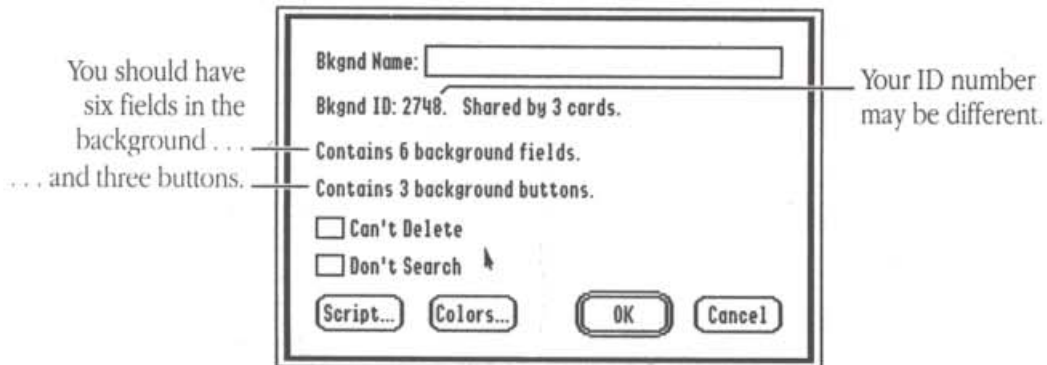 You should have
six fields in the
background . . .
. . . and three buttons.
Bkgnd Name:
Bkgnd ID: 2748. Shared by 3 cards.
Contains 6 background fields.
Contains 3 background buttons.
Can't Delete
Don't Search
Script... Colors... OK Cancel
Your ID number
may be different.